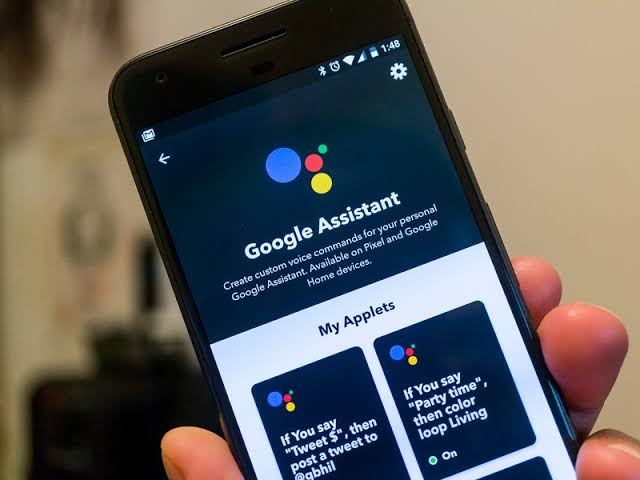 1:48
Google Assistant
Create custom voice commands for your personal
Google Assistant. Available on Pixel and Google
Home devices.
My Applets
If You say
"Tweet $", then
post a tweet to
@gbhil
If You say
"Party time",
then color
loop Living
On